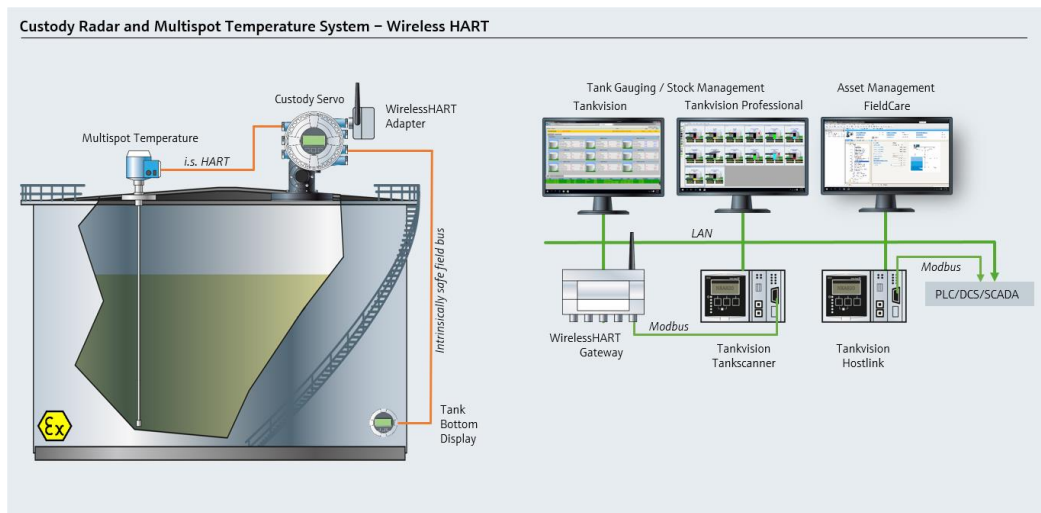 Custody Radar and Multispot Temperature System – Wireless HART
Custody Servo
WirelessHART
Adapter
Multispot Temperature
i.s. HART
Intrinsically safe field bus
Tank
Bottom
Display
Ex
Tank Gauging / Stock Management
Tankvision
Tankvision Professional
Asset Management
FieldCare
LAN
Modbus
PLC/DCS/SCADA
Modbus
WirelessHART
Gateway
Tankvision
Tankscanner
Tankvision
Hostlink